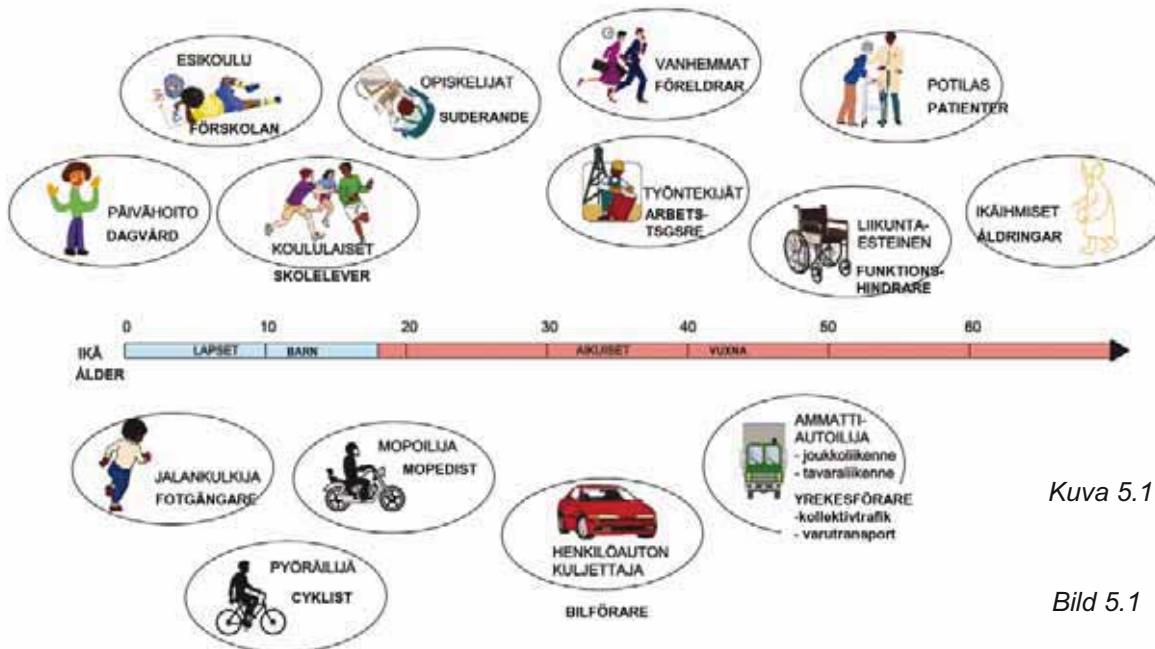 ESIKOULU
FÖRSKOLAN
OPISKELIJAT
SUDERANDE
VANHEMMAT
FÖRELDRAR
POTILAS
PATIENTER
PÄIVÄHOITO
DAGVÅRD
KOULULAISET
SKOLELEVER
TYÖNTEKIJÄT
ARBETS-
TSGSRE
LIIKUNTA-
ESTEINEN
FUNKTIONS-
HINDRARE
IKÄIHMISET
ÅLDRINGAR
0 10 20 30 40 50 60
IKÄ
ÅLDER
LAPSET BARN AIKUISET VUXNA
JALANKULKIJA
FOTGÄNGARE
MOPOILIJA
MOPEDIST
PYÖRÄILIJÄ
CYKLIST
HENKILÖAUTON
KULJETTAJA
BILFÖRARE
AMMATTI-
AUTOILIJA
- joukkoliikenne
- tavaraliikenne
YREKESFÖRARE
-kollektivtrafik
- varutransport
Kuva 5.1
Bild 5.1